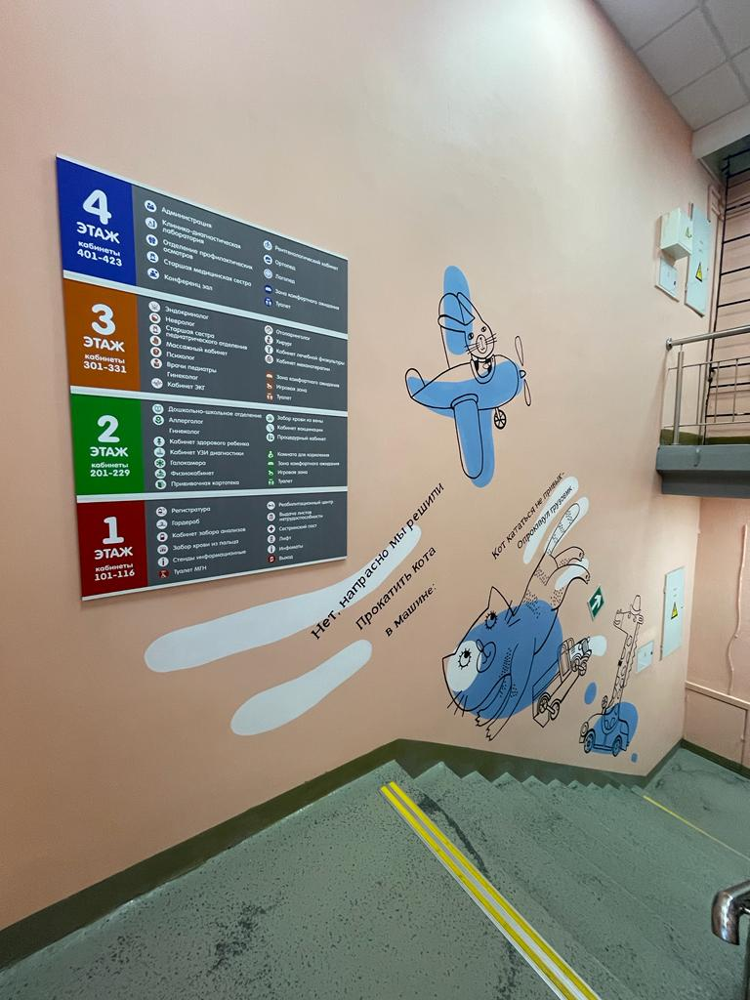 4
ЭТАЖ
кабинеты
401-423
Администрация
Клинико-диагностическая
лаборатория
Отделение профилактических
осмотров
Старшая медицинская сестра
Конференц зал
Рентгенологический кабинет
Ортопед
Логопед
Зона комфортного ожидания
Туалет
3
ЭТАЖ
кабинеты
301-331
Эндокринолог
Невролог
Старшая сестра
педиатрического отделения
Массажный кабинет
Психолог
Врачи педиатры
Гинеколог
Кабинет ЭКГ
Отоларинголог
Хирург
Кабинет лечебной физкультуры
Кабинет механотерапии
Зона комфортного ожидания
Игровая зона
Туалет
2
ЭТАЖ
кабинеты
201-229
Дошкольно-школьное отделение
Аллерголог
Гинеколог
Кабинет здорового ребенка
Кабинет УЗИ диагностики
Галокамера
Физиокабинет
Прививочная картотека
Забор крови из вены
Кабинет вакцинации
Процедурный кабинет
Комната для кормления
Зона комфортного ожидания
Игровая зона
Туалет
1
ЭТАЖ
кабинеты
101-116
Регистратура
Гардероб
Кабинет забора анализов
Забор крови из пальца
Стенды информационные
Туалет МГН
Реабилитационный центр
Выдача листов
нетрудоспособности
Сестринский пост
Лифт
Инфоматы
Выход
Нет, напрасно мы решили
Прокатить кота
в машине:
Кот кататься не привык-
Опрокинул грузовик